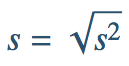 s = √s²